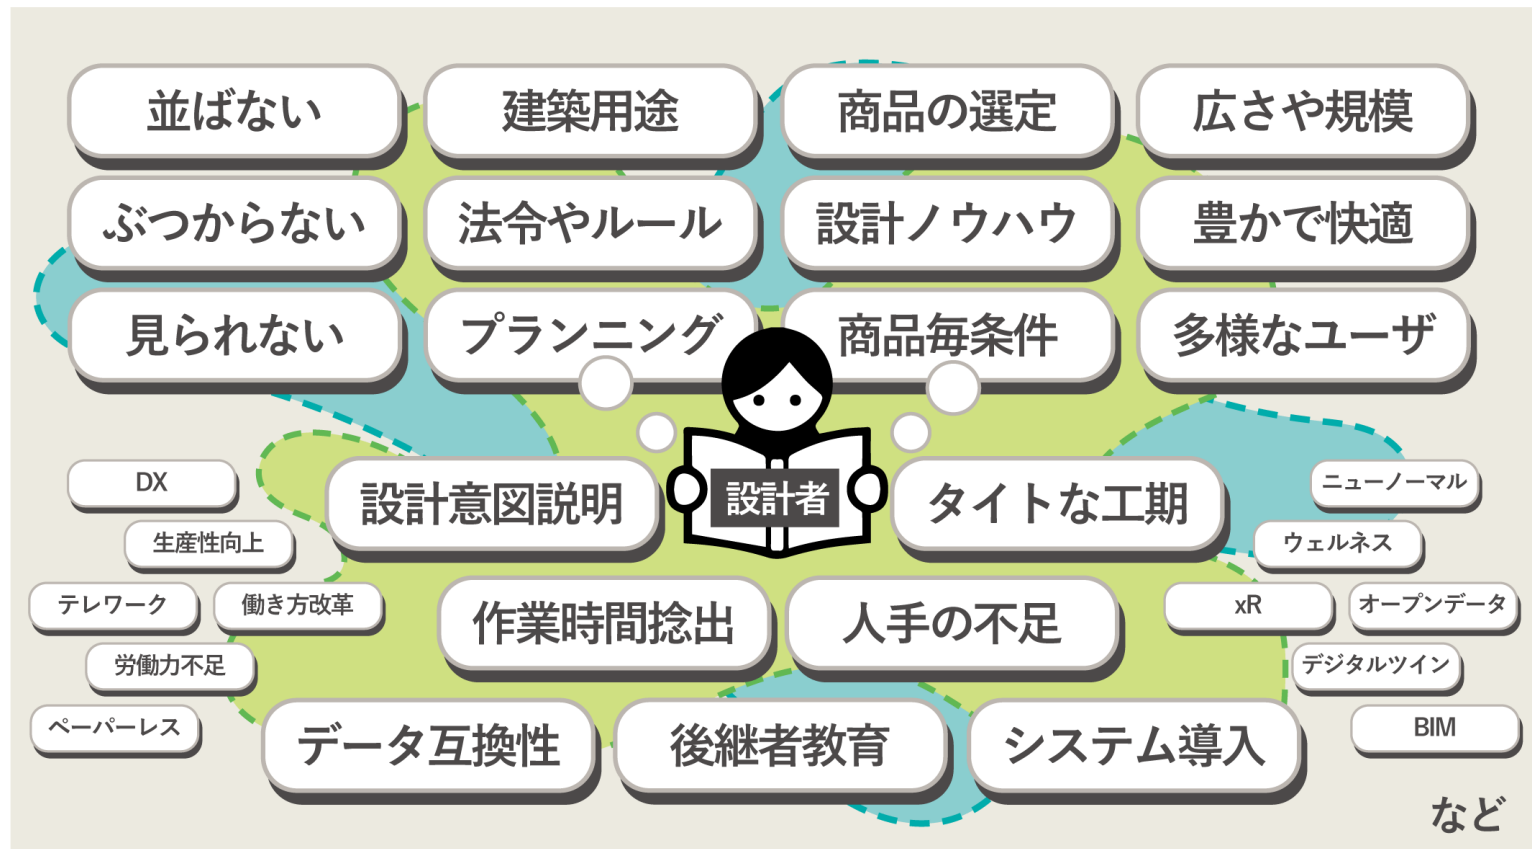 並ばない
建築用途
商品の選定
広さや規模
ぶつからない
法令やルール
設計ノウハウ
豊かで快適
見られない
プランニング
商品毎条件
多様なユーザ
設計意図説明
設計者
タイトな工期
DX
生産性向上
テレワーク
働き方改革
労働力不足
ペーパーレス
作業時間捻出
人手の不足
ニューノーマル
ウェルネス
xR
オープンデータ
デジタルツイン
BIM
データ互換性
後継者教育
システム導入
など